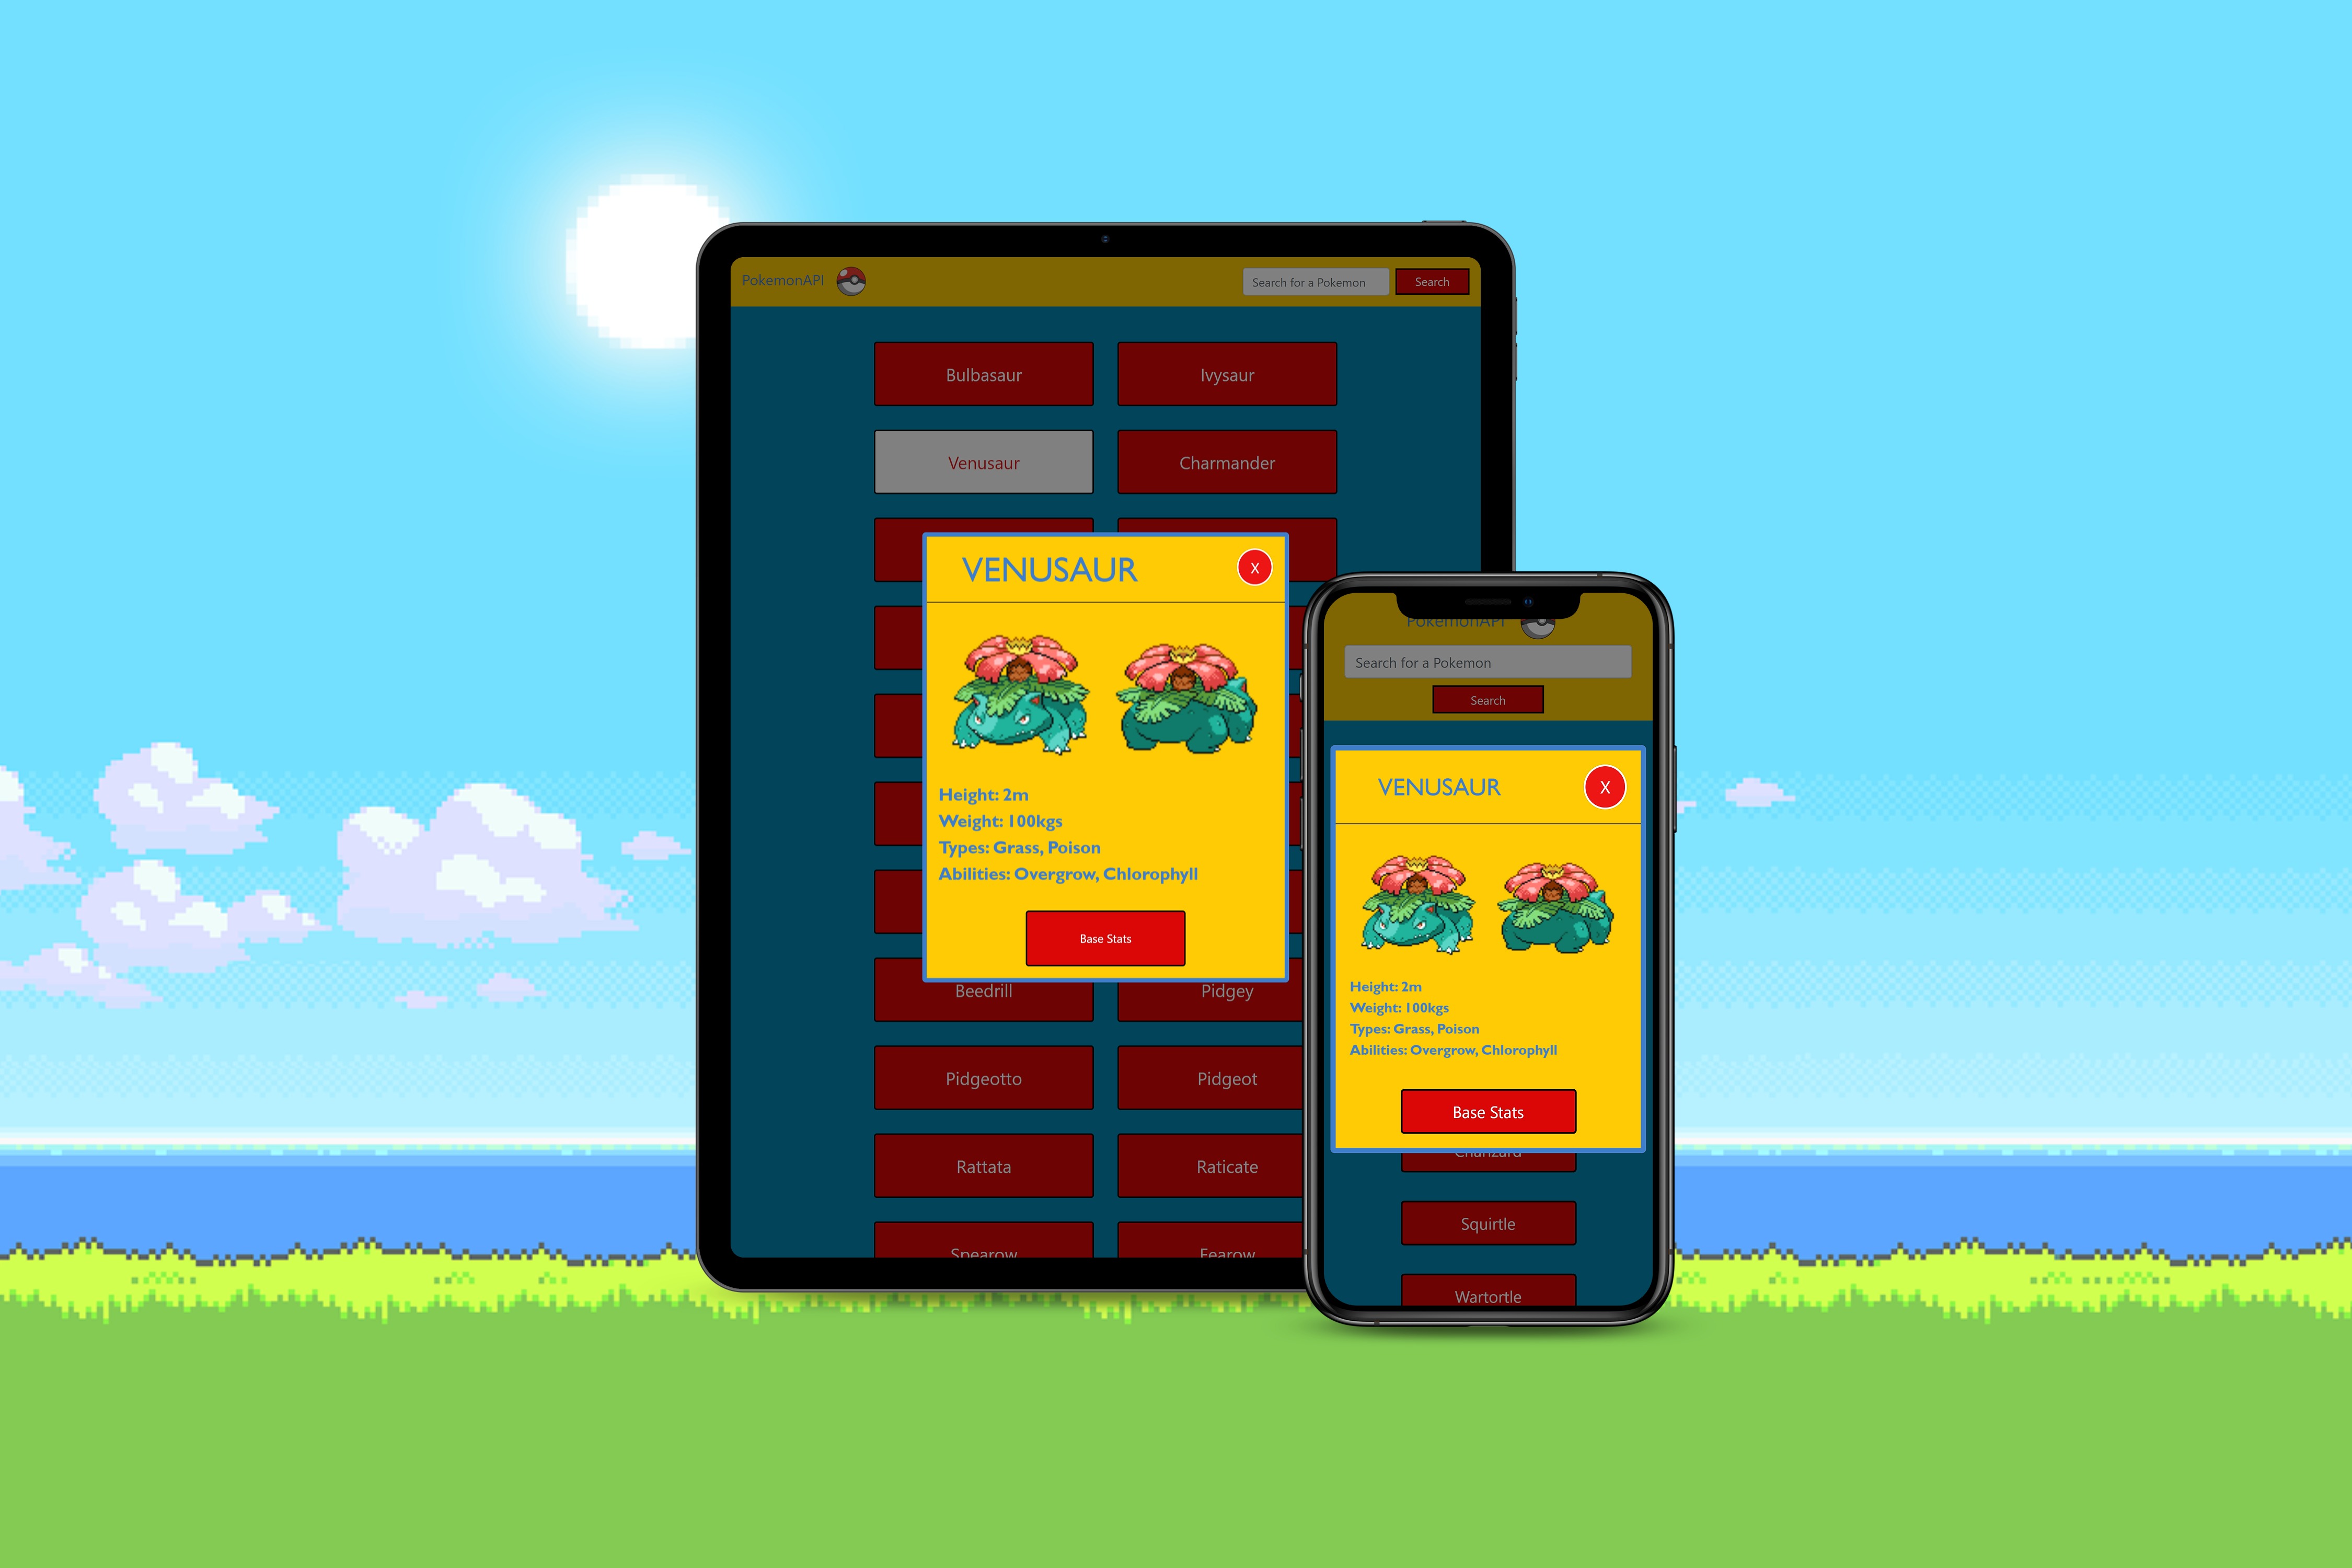 PokemonAPI
Search for a Pokemon
Search
Bulbasaur
Ivysaur
Venusaur
Charmander
VENUSAUR
X
Height: 2m
Weight: 100kgs
Types: Grass, Poison
Abilities: Overgrow, Chlorophyll
Base Stats
Beedrill
Pidgey
Pidgeotto
Pidgeot
Rattata
Raticate
Spearow
Fearow
PokemonAPI
Search for a Pokemon
Search
VENUSAUR
X
Height: 2m
Weight: 100kgs
Types: Grass, Poison
Abilities: Overgrow, Chlorophyll
Base Stats
Charizard
Squirtle
Wartortle